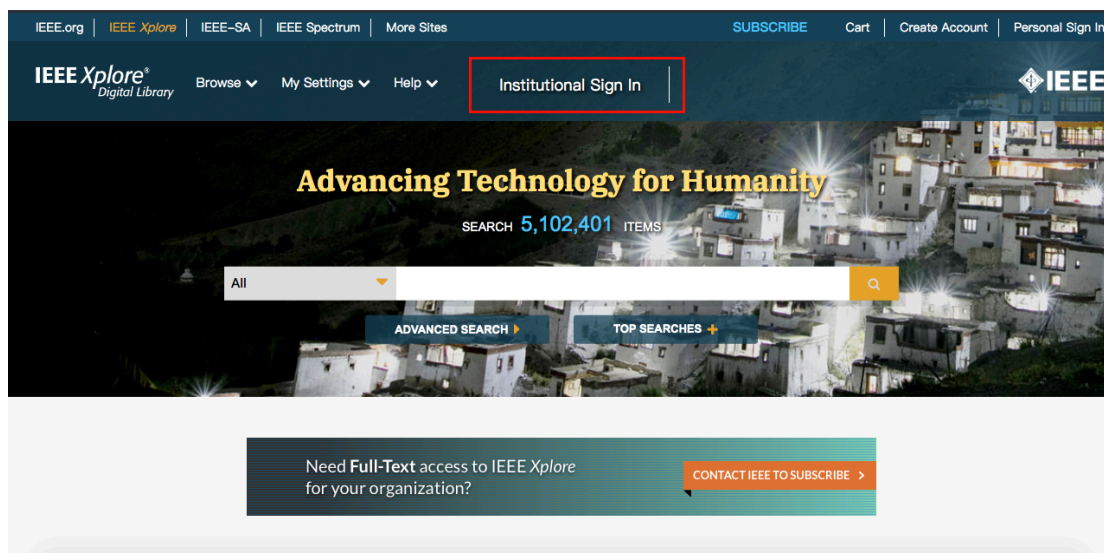 IEEE.org IEEE Xplore IEEE-SA IEEE Spectrum More Sites SUBSCRIBE Cart Create Account Personal Sign In
IEEE Xplore®
Digital Library
Browse My Settings Help Institutional Sign In IEEE
Advancing Technology for Humanity
SEARCH 5,102,401 ITEMS
All
ADVANCED SEARCH TOP SEARCHES +
Need Full-Text access to IEEE Xplore
for your organization?
CONTACT IEEE TO SUBSCRIBE >